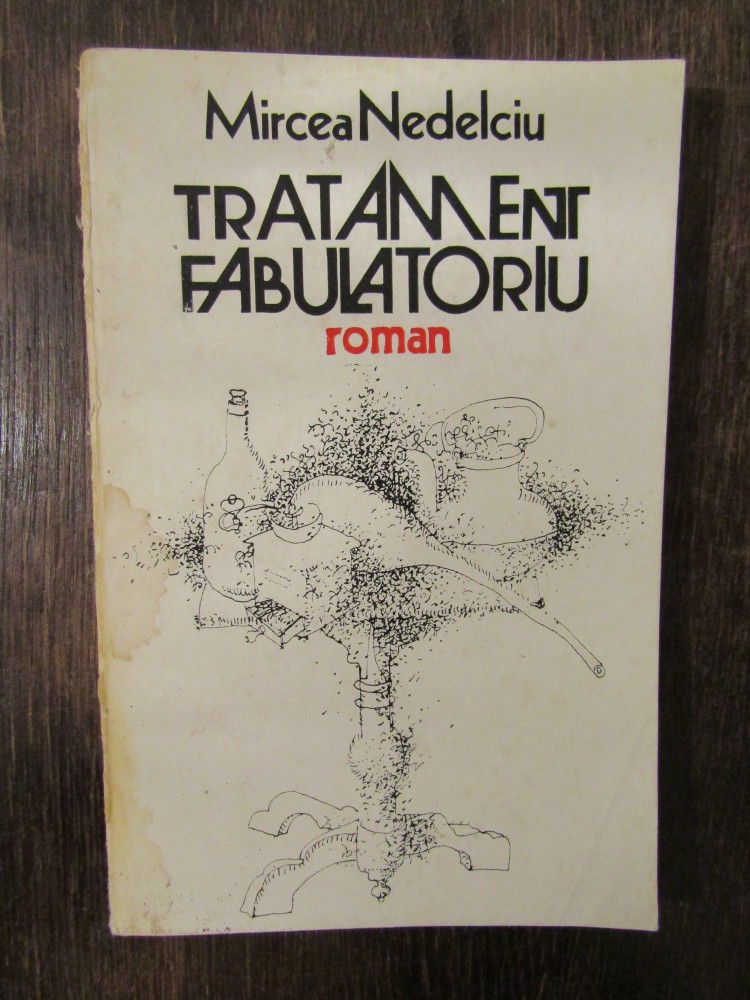 Mircea Nedelciu
TRATAMENT
FABULATORIU
roman